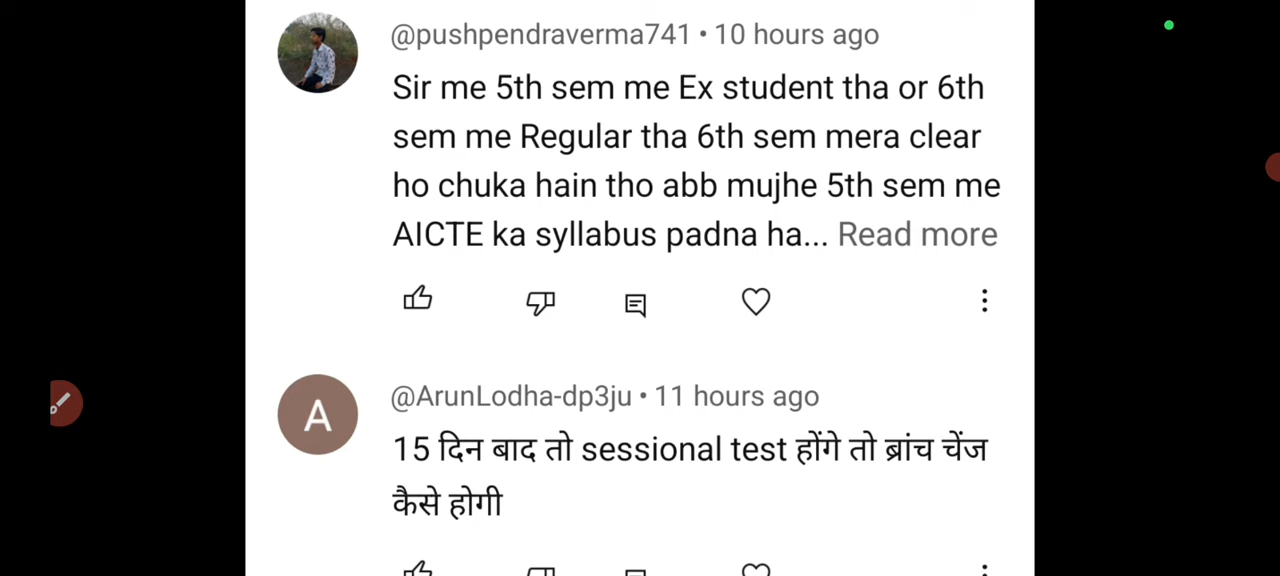 @pushpendraverma741 • 10 hours ago
Sir me 5th sem me Ex student tha or 6th
sem me Regular tha 6th sem mera clear
ho chuka hain tho abb mujhe 5th sem me
AICTE ka syllabus padna ha... Read more
A
@ArunLodha-dp3ju • 11 hours ago
15 दिन बाद तो sessional test होंगे तो ब्रांच चेंज
कैसे होगी